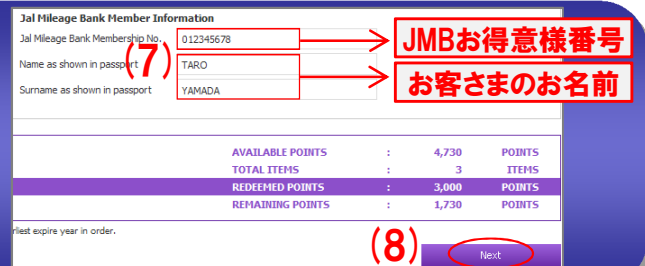 Jal Mileage Bank Member Information
Jal Mileage Bank Membership No. 012345678
JMBお得意様番号
(7)
Name as shown in passport TARO
お客さまのお名前
Surname as shown in passport YAMADA
AVAILABLE POINTS : 4,730 POINTS
TOTAL ITEMS : 3 ITEMS
REDEEMED POINTS : 3,000 POINTS
REMAINING POINTS : 1,730 POINTS
rliest expire year in order.
(8)
Next